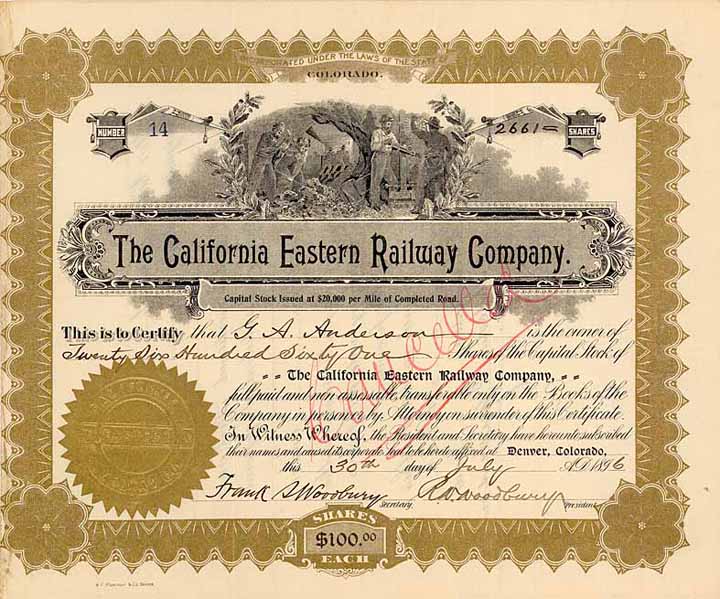 INCORPORATED UNDER THE LAWS OF THE STATE OF
COLORADO.
NUMBER 14 2661= SHARES
The California Eastern Railway Company.
Capital Stock Issued at $20,000 per Mile of Completed Road.
This is to Certify that G. A. Anderson is the owner of
Twenty Six Hundred Sixty One Shares of the Capital Stock of
The California Eastern Railway Company,
full paid and non assessable, transferable only on the Books of the
Company in person or by Attorney on surrender of this Certificate.
In Witness Whereof, the President and Secretary have hereunto subscribed
their names and caused its corporate seal to be hereto affixed at Denver, Colorado,
this 30th day of July A.D. 1896
Cancelled
Frank S Woodbury Secretary. Woodbury President
SHARES
$100.00
EACH